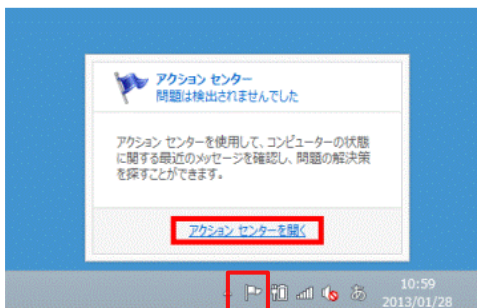 アクション センター
問題は検出されませんでした
アクション センターを使用して、コンピューターの状態
に関する最近のメッセージを確認し、問題の解決策
を探すことができます。
アクション センターを開く
あ
10:59
2013/01/28